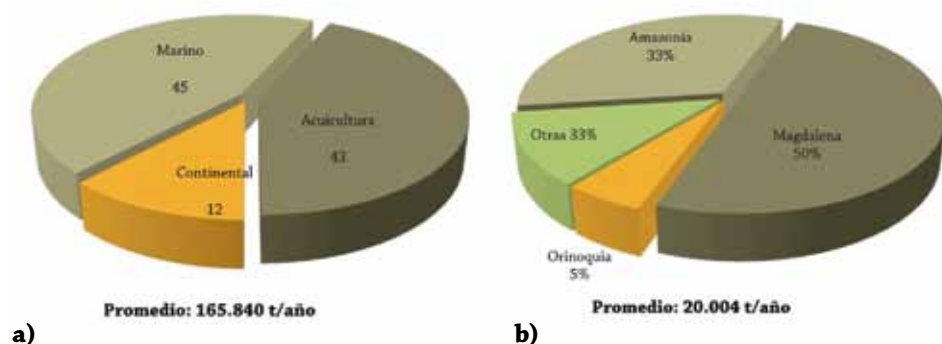 Marino
45
Acuicultura
43
Continental
12
Promedio: 165.840 t/año
a)
Amazonia
33%
Otras 33%
Magdalena
50%
Orinoquia
5%
Promedio: 20.004 t/año
b)